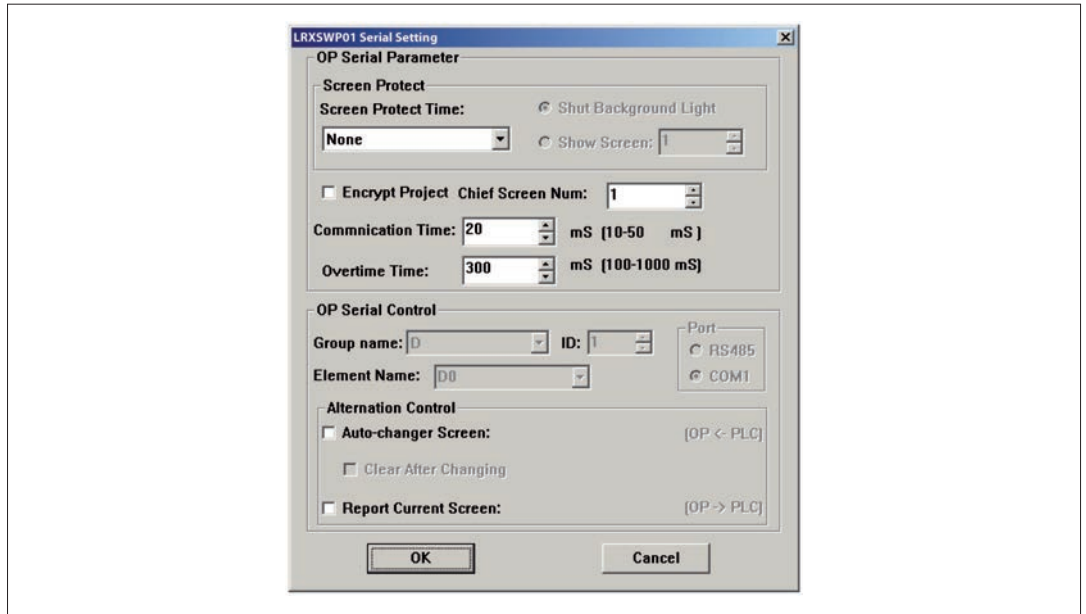 LRXSWP01 Serial Setting
OP Serial Parameter
Screen Protect
Screen Protect Time:
Shut Background Light
None
Show Screen: 1
Encrypt Project Chief Screen Num: 1
Commnication Time: 20 mS (10-50 mS)
Overtime Time: 300 mS (100-1000 mS)
OP Serial Control
Group name: D ID: 1
Port
RS485
Element Name: D0
COM1
Alternation Control
Auto-changer Screen: (OP <- PLC)
Clear After Changing
Report Current Screen: (OP -> PLC)
OK Cancel